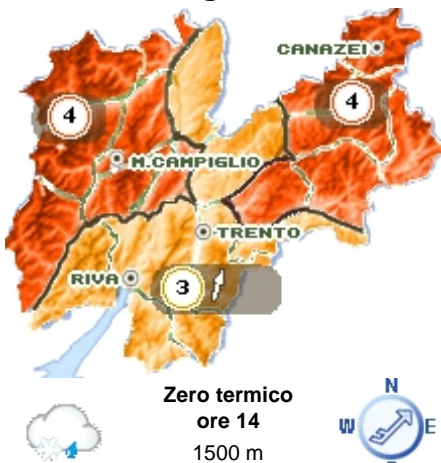 CANAZEI
4
4
M.CAMPIGLIO
TRENTO
RIVA
3
Zero termico
ore 14
1500 m
N
W E